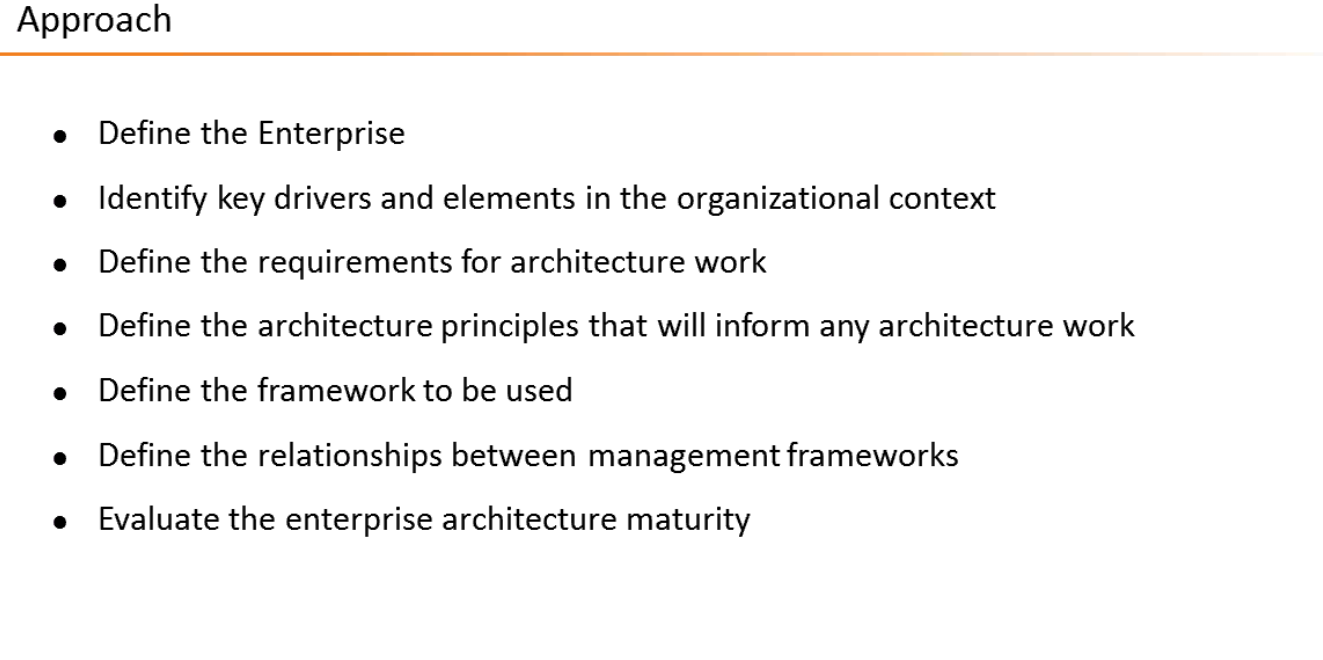 Approach
• Define the Enterprise
• Identify key drivers and elements in the organizational context
• Define the requirements for architecture work
• Define the architecture principles that will inform any architecture work
• Define the framework to be used
• Define the relationships between management frameworks
• Evaluate the enterprise architecture maturity